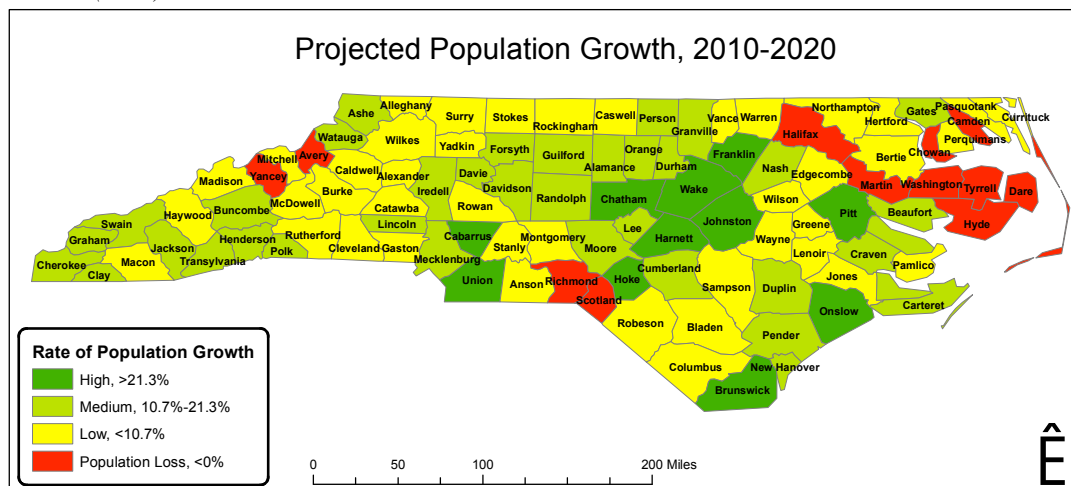 Projected Population Growth, 2010-2020
Alleghany
Ashe
Surry
Stokes
Rockingham
Caswell
Person
Granville
Vance
Warren
Northampton
Gates
Pasquotank
Camden
Currituck
Hertford
Halifax
Watauga
Wilkes
Yadkin
Forsyth
Guilford
Alamance
Orange
Durham
Franklin
Nash
Edgecombe
Bertie
Chowan
Perquimans
Avery
Mitchell
Yancey
Caldwell
Alexander
Davie
Iredell
Davidson
Randolph
Chatham
Wake
Wilson
Martin
Washington
Tyrrell
Dare
Madison
Burke
McDowell
Catawba
Rowan
Haywood
Buncombe
Swain
Lincoln
Johnston
Greene
Pitt
Beaufort
Hyde
Graham
Jackson
Henderson
Rutherford
Polk
Cleveland
Gaston
Cabarrus
Stanly
Montgomery
Moore
Lee
Harnett
Wayne
Lenoir
Craven
Pamlico
Cherokee
Clay
Macon
Transylvania
Mecklenburg
Union
Anson
Richmond
Scotland
Hoke
Cumberland
Sampson
Duplin
Jones
Onslow
Carteret
Robeson
Bladen
Pender
Columbus
New Hanover
Brunswick
Rate of Population Growth
High, >21.3%
Medium, 10.7%-21.3%
Low, <10.7%
Population Loss, <0%
0 50 100 200 Miles
Ê